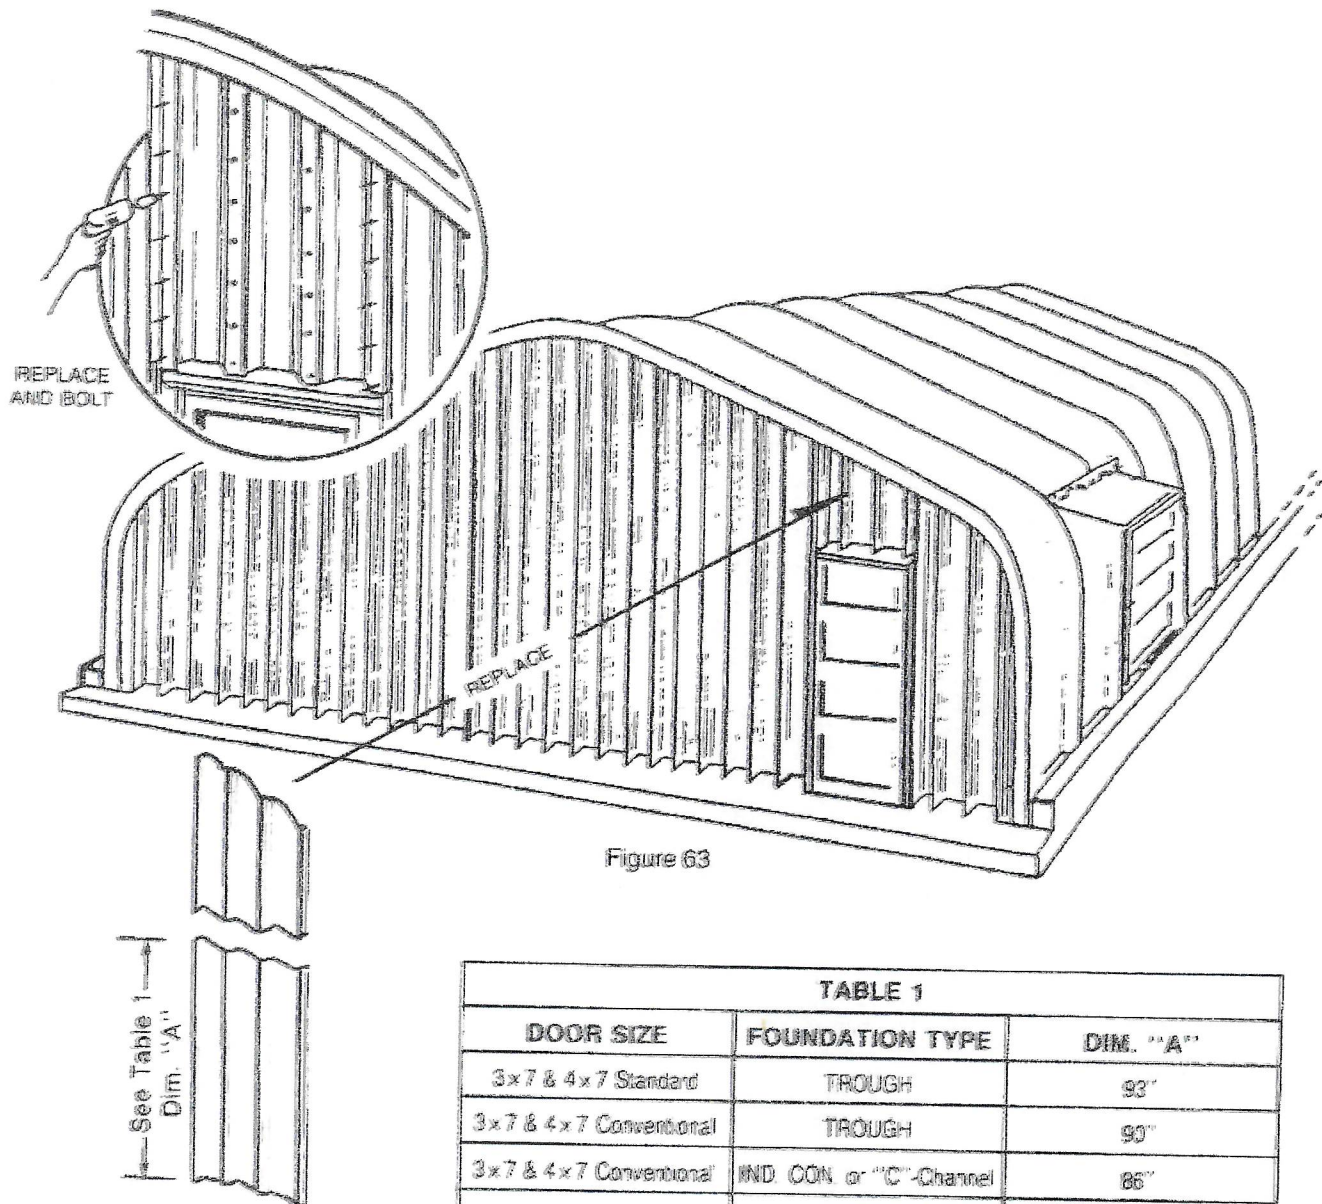 REPLACE
AND BOLT
REPLACE
Figure 63
See Table 1
Dim. "A"
TABLE 1
DOOR SIZE FOUNDATION TYPE DIM. "A"
3x7 & 4x7 Standard TROUGH 93"
3x7 & 4x7 Conventional TROUGH 90"
3x7 & 4x7 Conventional IND. CON. or "C"-Channel 86"